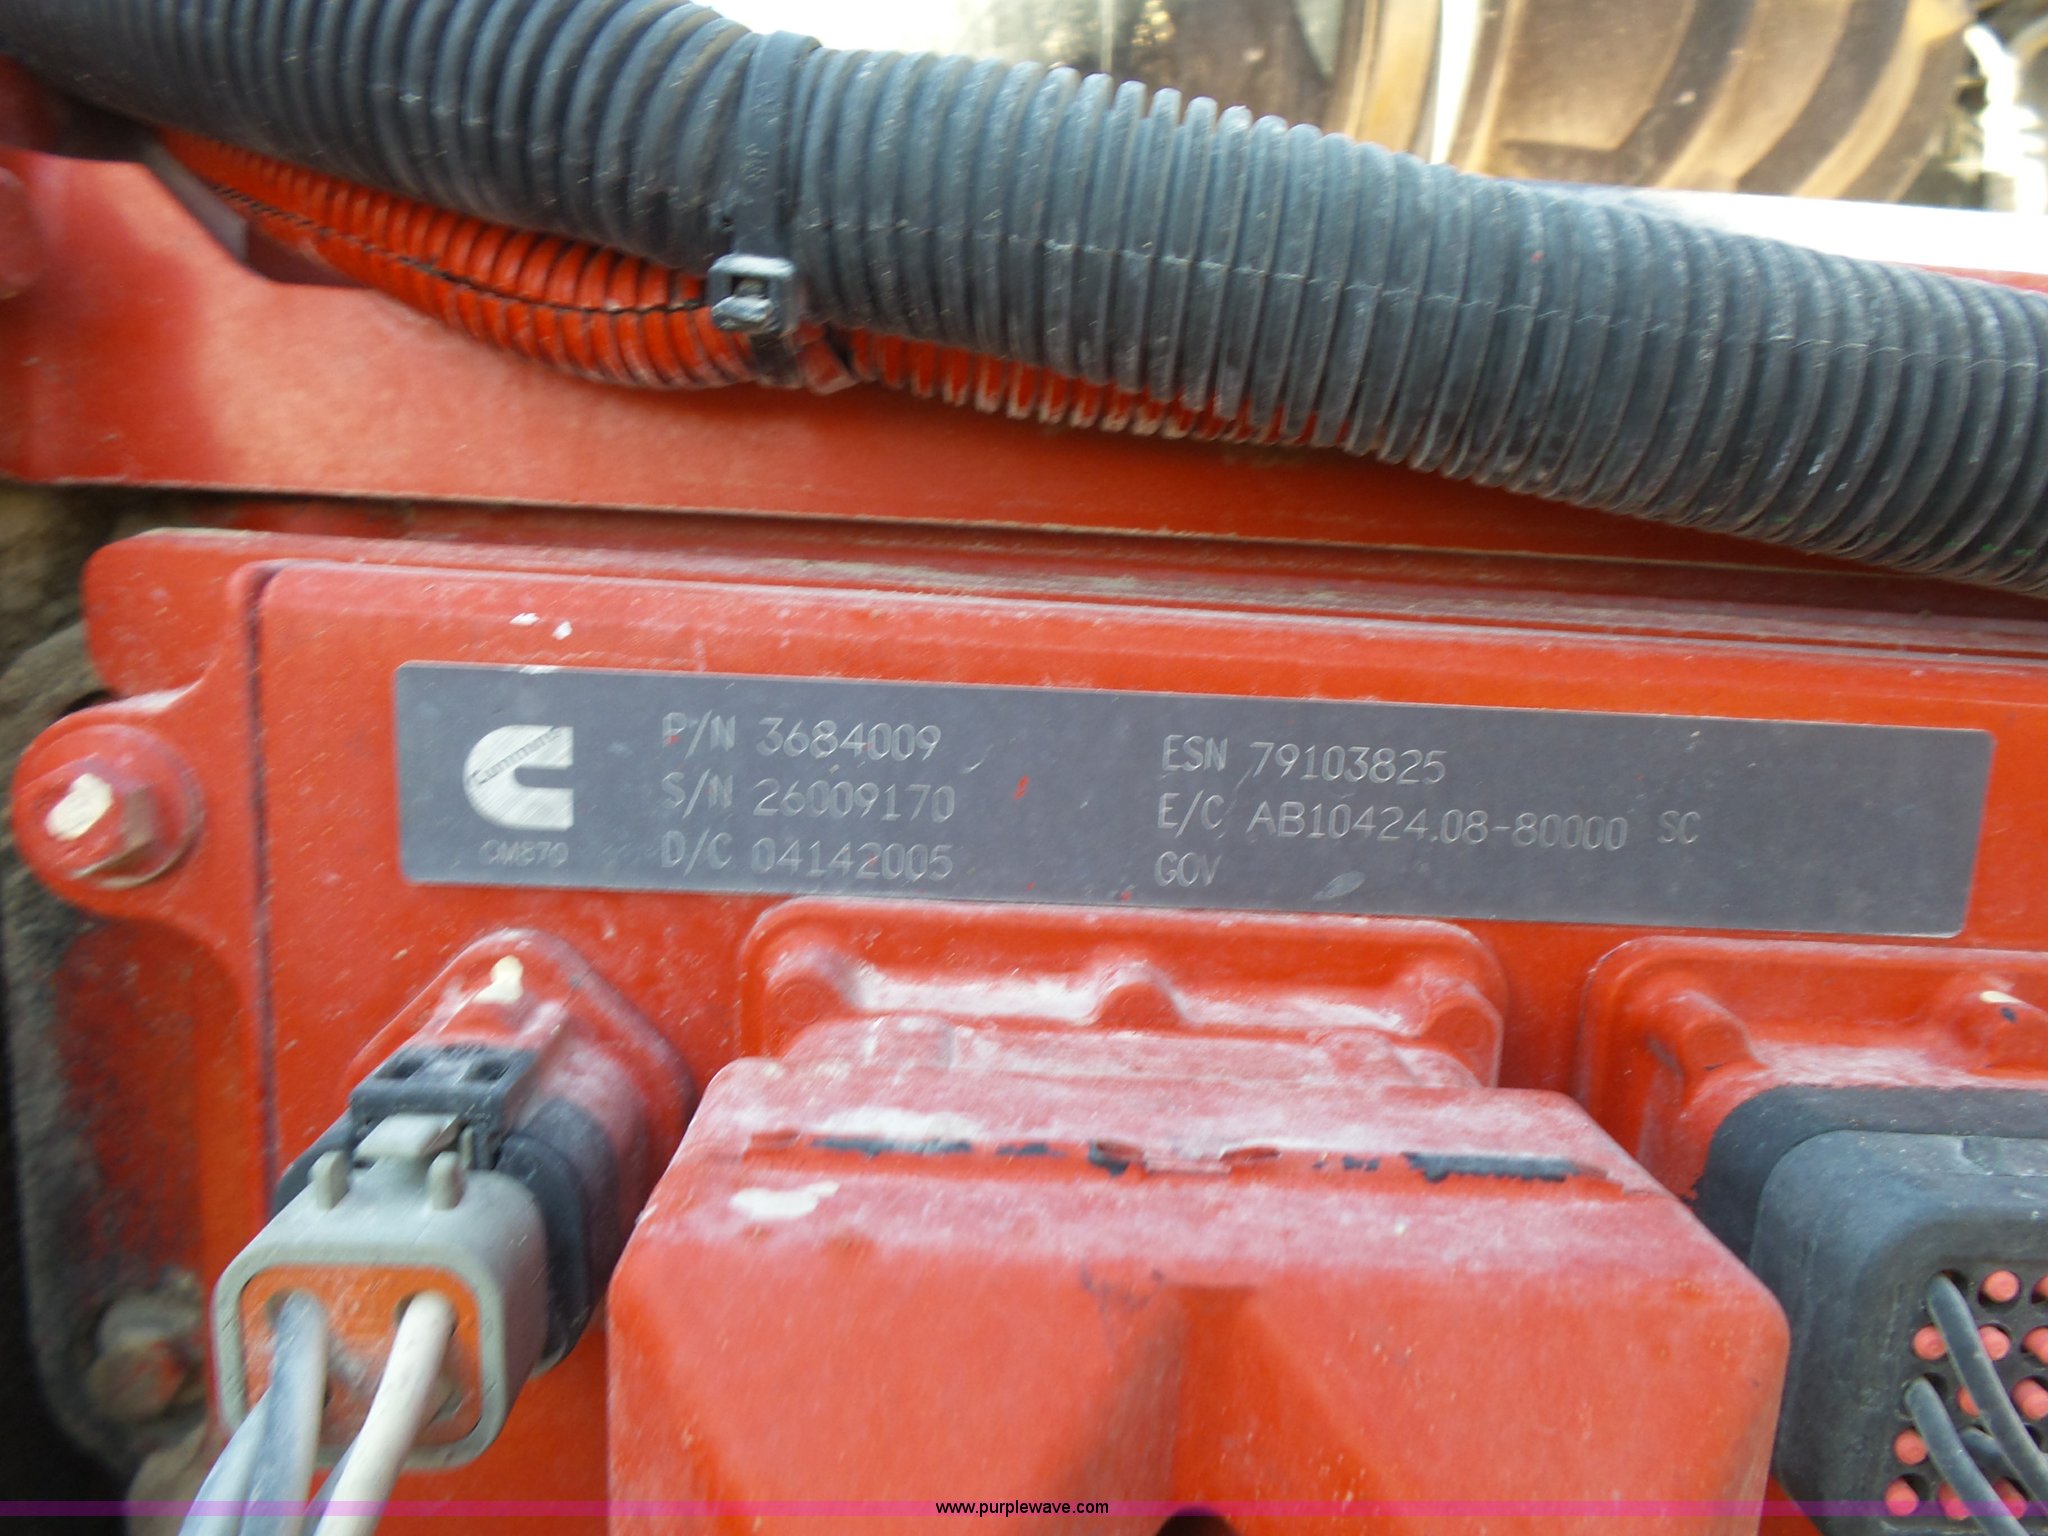 P/N 3684009
S/N 26009170
D/C 04142005
ESN 79103825
E/C AB10424.08-80000 SC
GOV
Cummins
CM870
www.purplewave.com